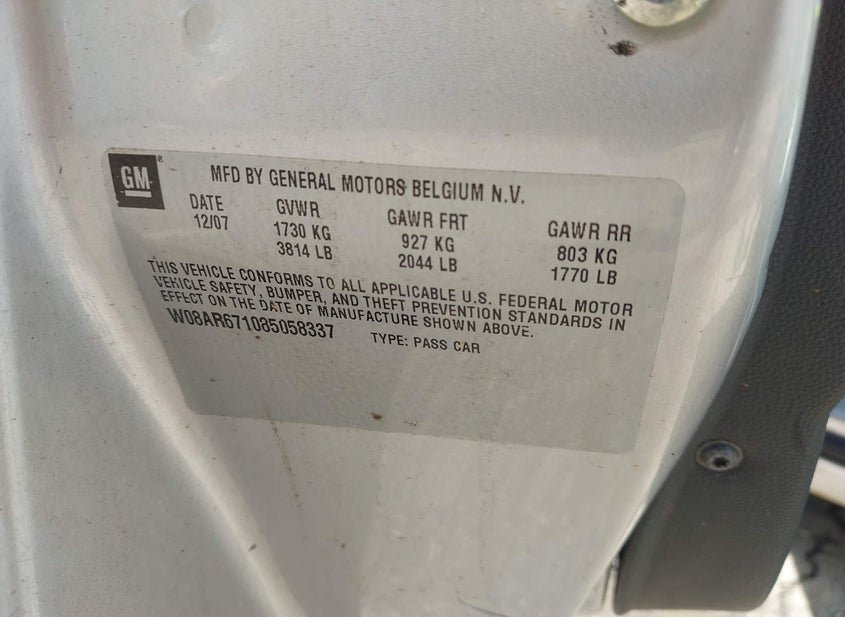 GM ®
MFD BY GENERAL MOTORS BELGIUM N.V.
DATE GVWR GAWR FRT GAWR RR
12/07 1730 KG 927 KG 803 KG
3814 LB 2044 LB 1770 LB
THIS VEHICLE CONFORMS TO ALL APPLICABLE U.S. FEDERAL MOTOR
VEHICLE SAFETY, BUMPER, AND THEFT PREVENTION STANDARDS IN
EFFECT ON THE DATE OF MANUFACTURE SHOWN ABOVE.
W08AR671085058337 TYPE: PASS CAR